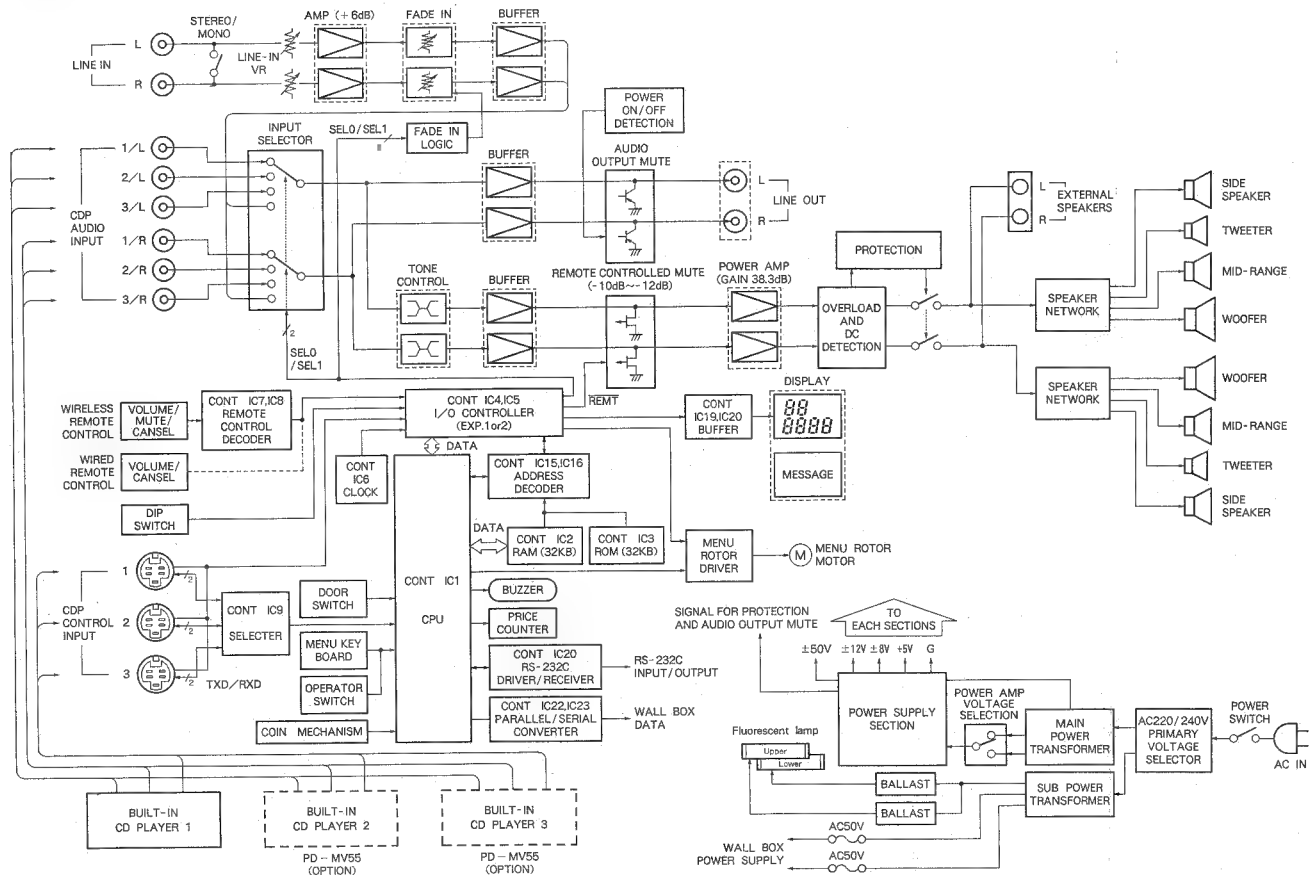 STEREO/
MONO
AMP (+6dB)
FADE IN
BUFFER
LINE IN
L
R
LINE-IN
VR
INPUT
SELECTOR
SEL0/SEL1
FADE IN
LOGIC
POWER
ON/OFF
DETECTION
CDP
AUDIO
INPUT
1/L
2/L
3/L
1/R
2/R
3/R
2
SEL0
/SEL1
BUFFER
AUDIO
OUTPUT MUTE
L
R
LINE OUT
TONE
CONTROL
BUFFER
REMOTE CONTROLLED MUTE
(-10dB~-12dB)
POWER AMP
(GAIN 38.3dB)
PROTECTION
OVERLOAD
AND
DC
DETECTION
L
R
EXTERNAL
SPEAKERS
SPEAKER
NETWORK
SIDE
SPEAKER
TWEETER
MID-RANGE
WOOFER
SPEAKER
NETWORK
WOOFER
MID-RANGE
TWEETER
SIDE
SPEAKER
REMT
WIRELESS
REMOTE
CONTROL
VOLUME/
MUTE/
CANSEL
CONT IC7,IC8
REMOTE
CONTROL
DECODER
WIRED
REMOTE
CONTROL
VOLUME/
CANSEL
DIP
SWITCH
CONT IC4,IC5
I/O CONTROLLER
(EXP.1or2)
DATA
CONT
IC6
CLOCK
CONT IC15,IC16
ADDRESS
DECODER
CONT
IC19,IC20
BUFFER
DISPLAY
88
8888
MESSAGE
DATA
CONT IC2
RAM (32KB)
CONT IC3
ROM (32KB)
MENU
ROTOR
DRIVER
M
MENU ROTOR
MOTOR
CONT IC1
CPU
CDP
CONTROL
INPUT
1
2
3
2
2
2
TXD/RXD
CONT IC9
SELECTER
DOOR
SWITCH
MENU KEY
BOARD
OPERATOR
SWITCH
COIN MECHANISM
BUZZER
PRICE
COUNTER
CONT IC20
RS-232C
DRIVER/RECEIVER
RS-232C
INPUT/OUTPUT
CONT IC22,IC23
PARALLEL/SERIAL
CONVERTER
WALL BOX
DATA
SIGNAL FOR PROTECTION
AND AUDIO OUTPUT MUTE
TO
EACH SECTIONS
±50V
±12V
±8V
+5V
G
POWER SUPPLY
SECTION
POWER AMP
VOLTAGE
SELECTION
MAIN
POWER
TRANSFORMER
AC220/240V
PRIMARY
VOLTAGE
SELECTOR
POWER
SWITCH
AC IN
Fluorescent lamp
Upper
Lower
BALLAST
BALLAST
SUB POWER
TRANSFORMER
WALL BOX
POWER SUPPLY
AC50V
AC50V
BUILT-IN
CD PLAYER 1
BUILT-IN
CD PLAYER 2
PD-MV55
(OPTION)
BUILT-IN
CD PLAYER 3
PD-MV55
(OPTION)